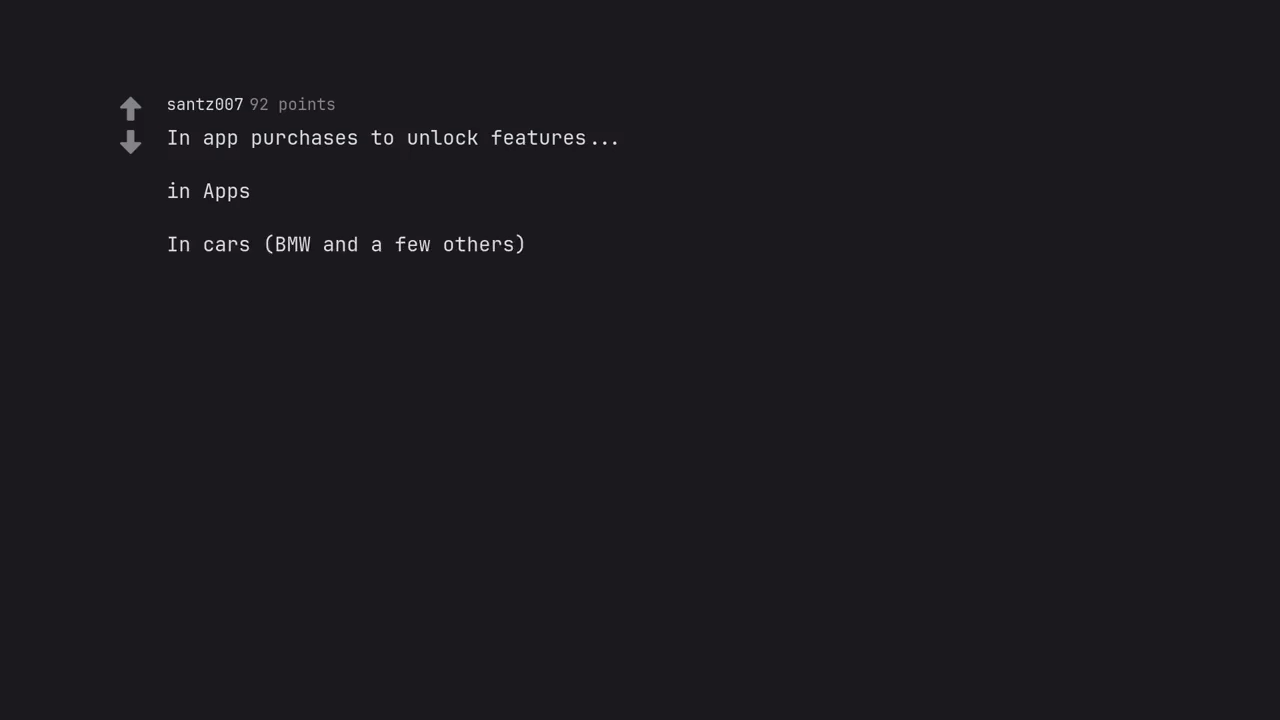 santz007 92 points
In app purchases to unlock features...
in Apps
In cars (BMW and a few others)